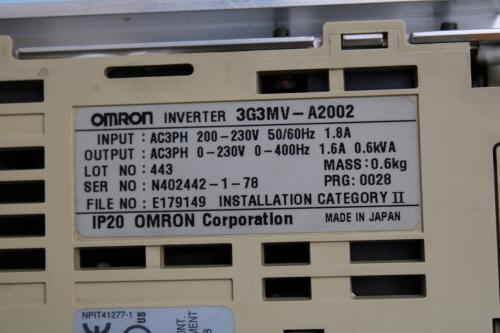 OMRON INVERTER 3G3MV-A2002
INPUT : AC3PH 200-230V 50/60Hz 1.8A
OUTPUT : AC3PH 0-230V 0-400Hz 1.6A 0.6kVA
LOT NO : 443 MASS: 0.6kg
SER NO : N402442-1-78 PRG: 0028
FILE NO : E179149 INSTALLATION CATEGORY II
IP20 OMRON Corporation MADE IN JAPAN
NPIT41277-1
CE US